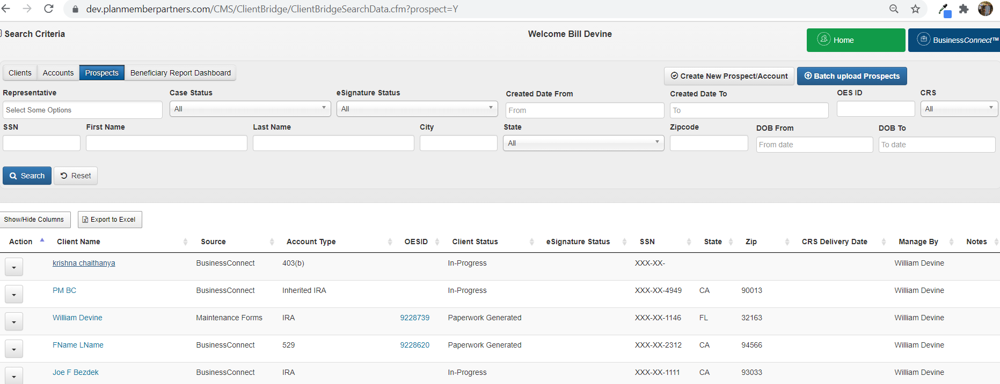 dev.planmemberpartners.com/CMS/ClientBridge/ClientBridgeSearchData.cfm?prospect=Y
Search Criteria
Welcome Bill Devine
Home
BusinessConnect™
Clients Accounts Prospects Beneficiary Report Dashboard
Create New Prospect/Account
Batch upload Prospects
Representative Case Status eSignature Status Created Date From Created Date To OES ID CRS
Select Some Options All All From To All
SSN First Name Last Name City State Zipcode DOB From DOB To
All From date To date
Search Reset
Show/Hide Columns Export to Excel
Action Client Name Source Account Type OESID Client Status eSignature Status SSN State Zip CRS Delivery Date Manage By Notes
krishna chaithanya BusinessConnect 403(b) In-Progress XXX-XX- William Devine
PM BC BusinessConnect Inherited IRA In-Progress XXX-XX-4949 CA 90013 William Devine
William Devine Maintenance Forms IRA 9228739 Paperwork Generated XXX-XX-1146 FL 32163 William Devine
FName LName BusinessConnect 529 9228620 Paperwork Generated XXX-XX-2312 CA 94566 William Devine
Joe F Bezdek BusinessConnect IRA In-Progress XXX-XX-1111 CA 93033 William Devine